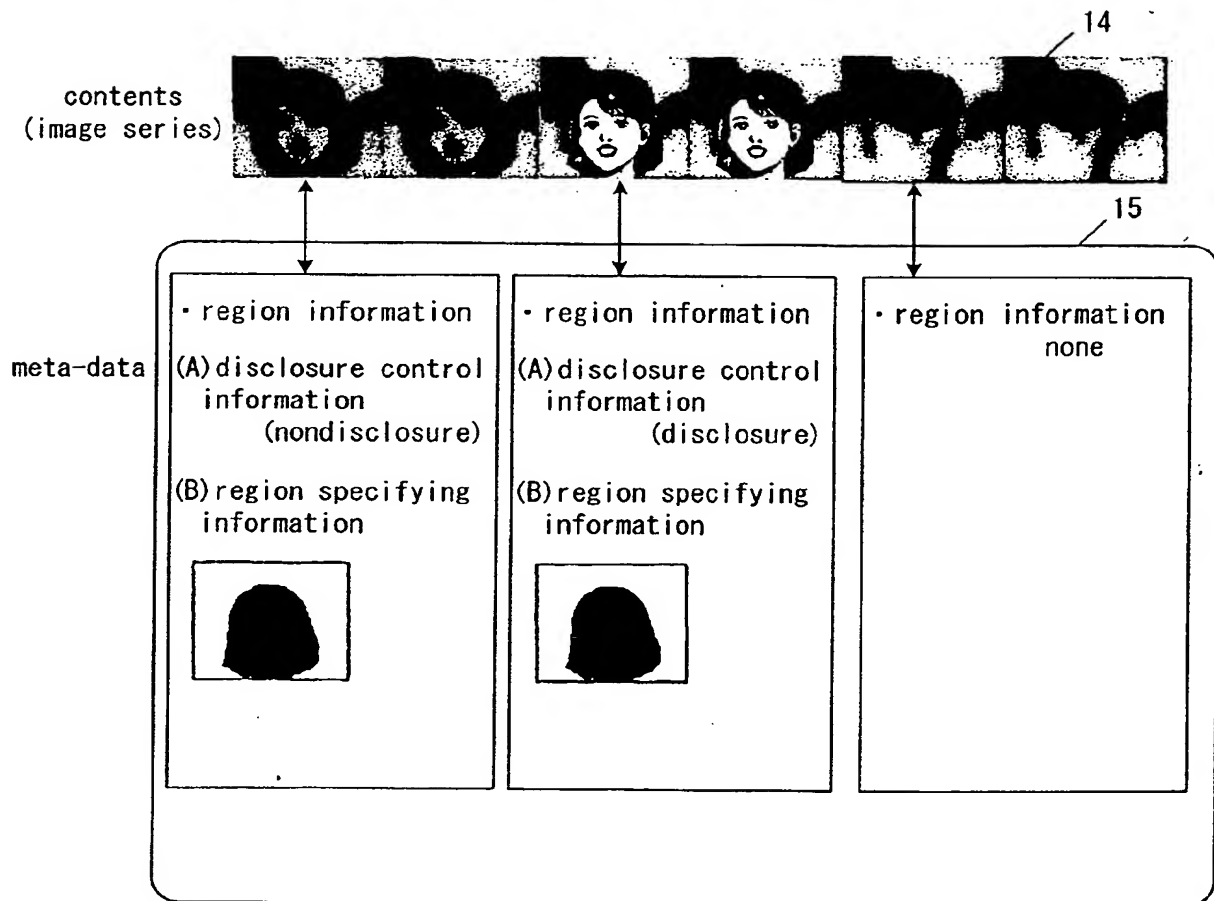 14
contents
(image series)
15
meta-data
・region information
(A)disclosure control
information
(nondisclosure)
(B)region specifying
information
・region information
(A)disclosure control
information
(disclosure)
(B)region specifying
information
・region information
none